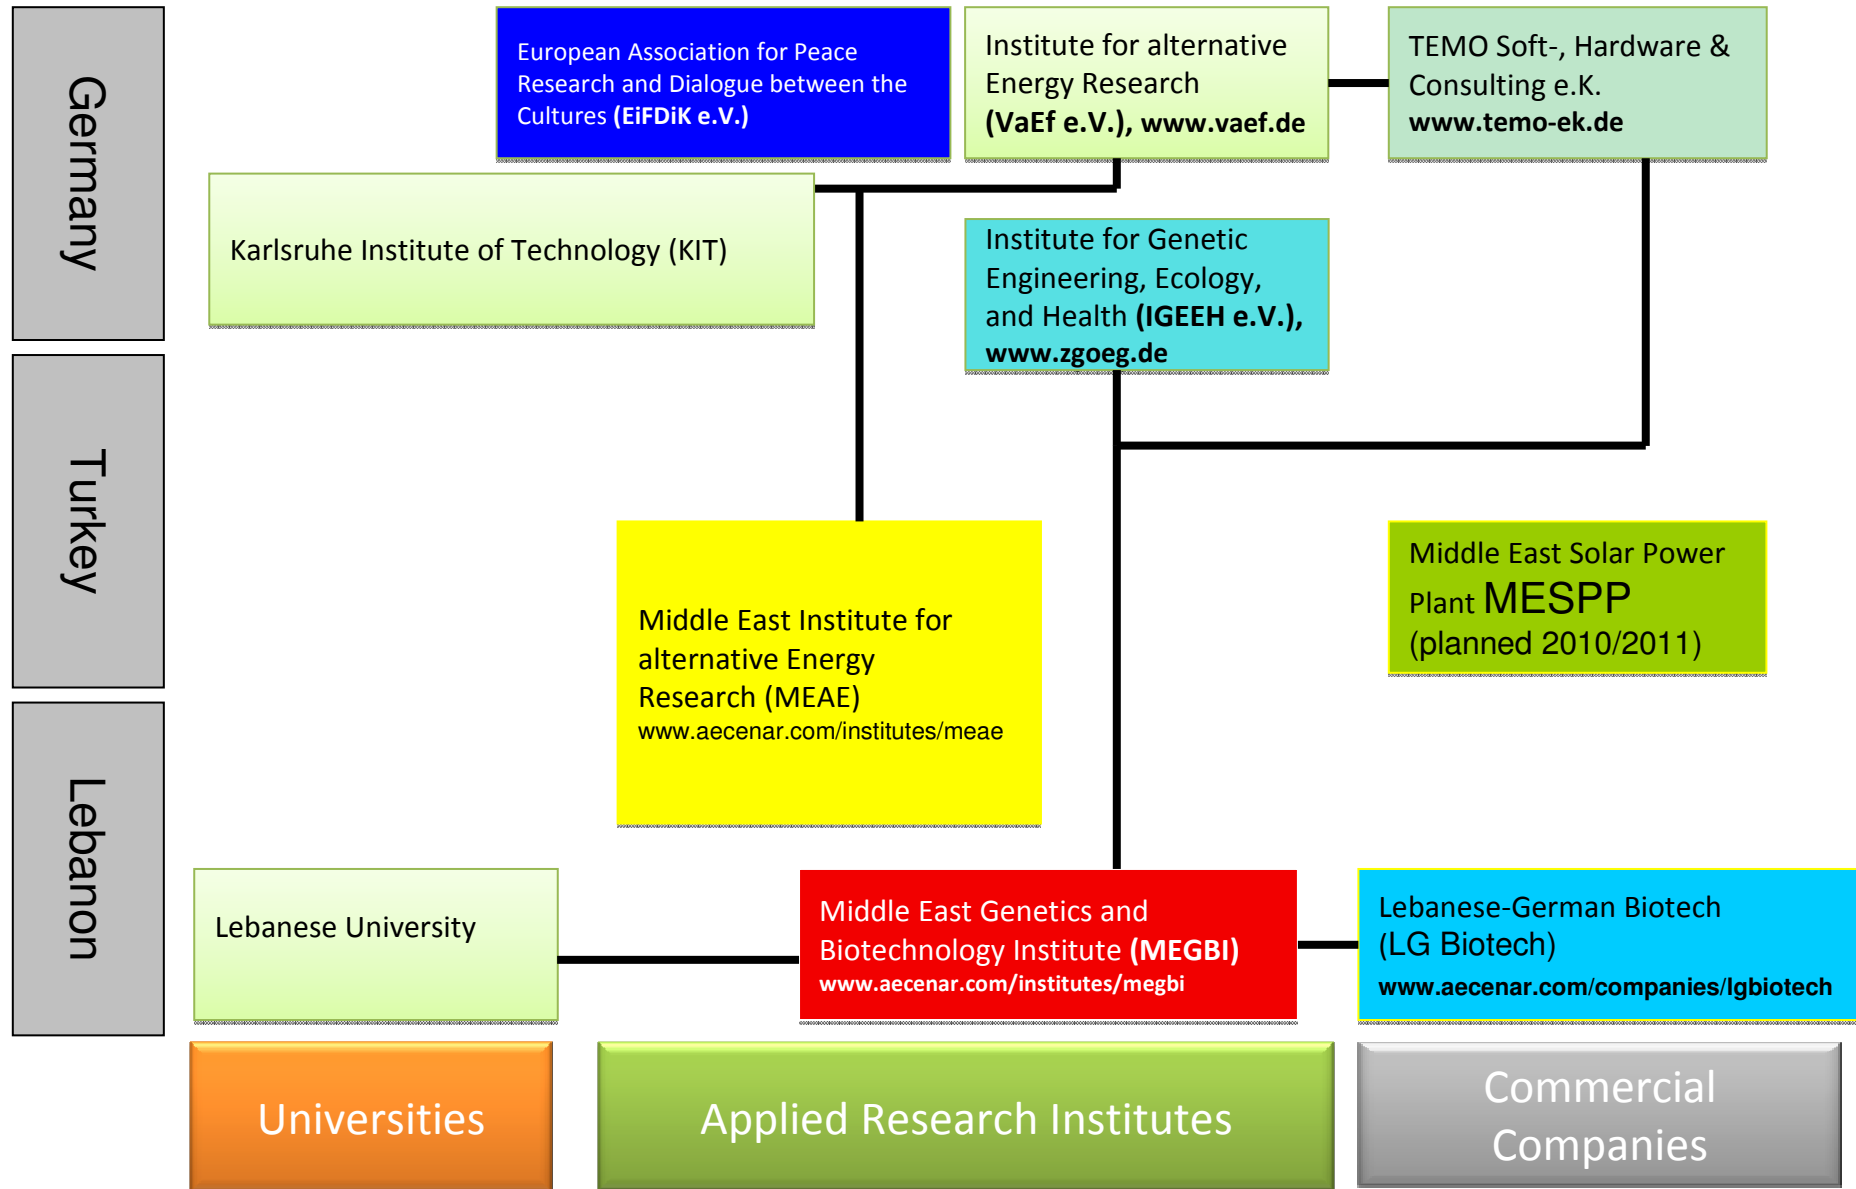 Germany
European Association for Peace
Research and Dialogue between the
Cultures (EiFDiK e.V.)
Institute for alternative
Energy Research
(VaEf e.V.), www.vaef.de
TEMO Soft-, Hardware &
Consulting e.K.
www.temo-ek.de
Karlsruhe Institute of Technology (KIT)
Institute for Genetic
Engineering, Ecology,
and Health (IGEEH e.V.),
www.zgoeg.de
Turkey
Middle East Institute for
alternative Energy
Research (MEAE)
www.aecenar.com/institutes/meae
Middle East Solar Power
Plant MESPP
(planned 2010/2011)
Lebanon
Lebanese University
Middle East Genetics and
Biotechnology Institute (MEGBI)
www.aecenar.com/institutes/megbi
Lebanese-German Biotech
(LG Biotech)
www.aecenar.com/companies/lgbiotech
Universities
Applied Research Institutes
Commercial
Companies